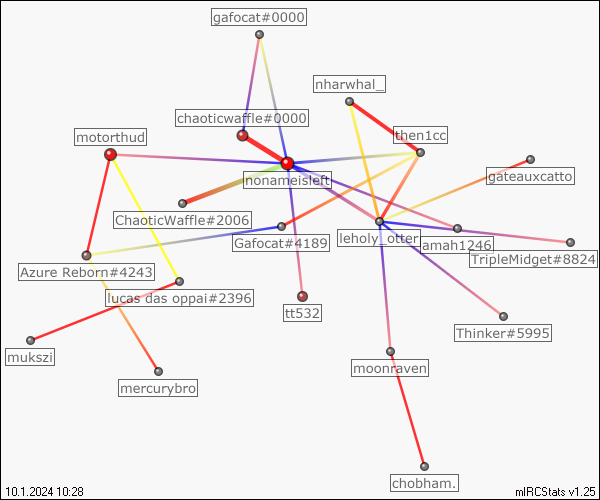 gafocat#0000
nharwhal_
chaoticwaffle#0000
motorthud
then1cc
nonameisleft
gateauxcatto
ChaoticWaffle#2006
Gafocat#4189
leholy_otter
amah1246
TripleMidget#8824
Azure Reborn#4243
lucas das oppai#2396
tt532
Thinker#5995
mukszi
moonraven
mercurybro
chobham.
10.1.2024 10:28
mIRCStats v1.25